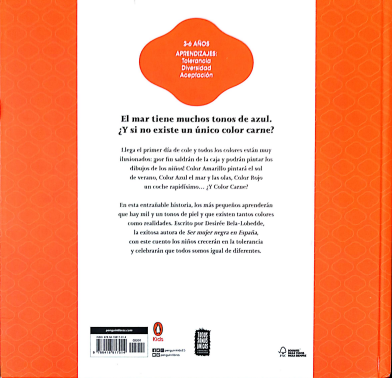 3-6 AÑOS
APRENDIZAJES:
Tolerancia
Diversidad
Aceptación
El mar tiene muchos tonos de azul.
¿Y si no existe un único color carne?
Llega el primer día de cole y todos los colores están muy
ilusionados: ¡por fin saldrán de la caja y podrán pintar los
dibujos de los niños! Color Amarillo pintará el sol
de verano, Color Azul el mar y las olas, Color Rojo
un coche rapidísimo... ¿Y Color Carne?
En esta entrañable historia, los más pequeños aprenderán
que hay mil y un tonos de piel y que existen tantos colores
como realidades. Escrito por Desirée Bela-Lobedde,
la exitosa autora de Ser mujer negra en España,
con este cuento los niños crecerán en la tolerancia
y celebrarán que todos somos igual de diferentes.
Kids
TODOS
SOMOS
ÚNICOS
FSC